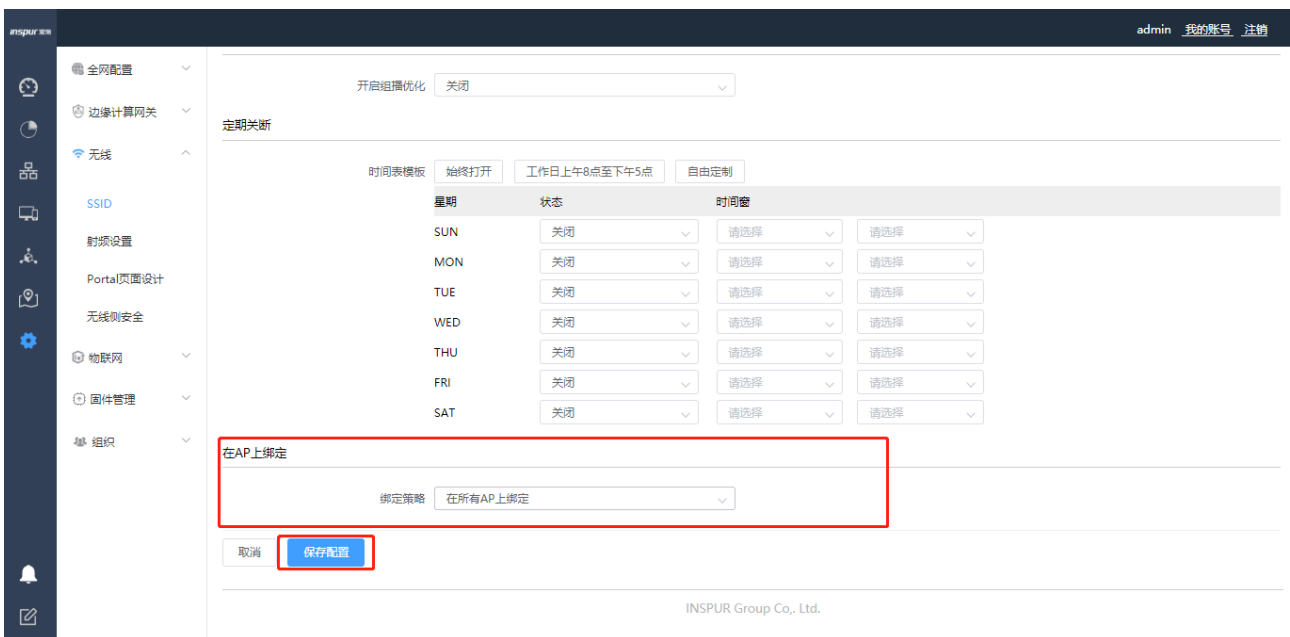 inspur 浪潮
admin 我的账号 注销
全网配置
边缘计算网关
无线
SSID
射频设置
Portal页面设计
无线侧安全
物联网
固件管理
组织
开启组播优化 关闭
定期关断
时间表模板 始终打开 工作日上午8点至下午5点 自由定制
星期 状态 时间窗
SUN 关闭 请选择 请选择
MON 关闭 请选择 请选择
TUE 关闭 请选择 请选择
WED 关闭 请选择 请选择
THU 关闭 请选择 请选择
FRI 关闭 请选择 请选择
SAT 关闭 请选择 请选择
在AP上绑定
绑定策略 在所有AP上绑定
取消 保存配置
INSPUR Group Co,. Ltd.